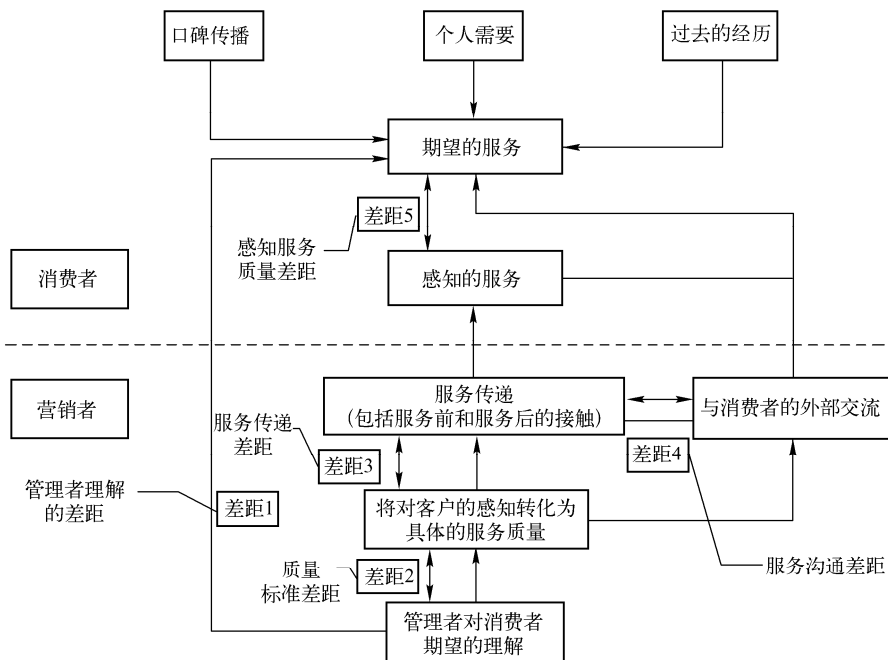 口碑传播
个人需要
过去的经历
期望的服务
差距5
感知服务
质量差距
消费者
感知的服务
营销者
服务传递
(包括服务前和服务后的接触)
与消费者的外部交流
服务传递
差距
差距3
差距4
管理者理解
的差距
差距1
将对客户的感知转化为
具体的服务质量
服务沟通差距
质量
标准差距
差距2
管理者对消费者
期望的理解